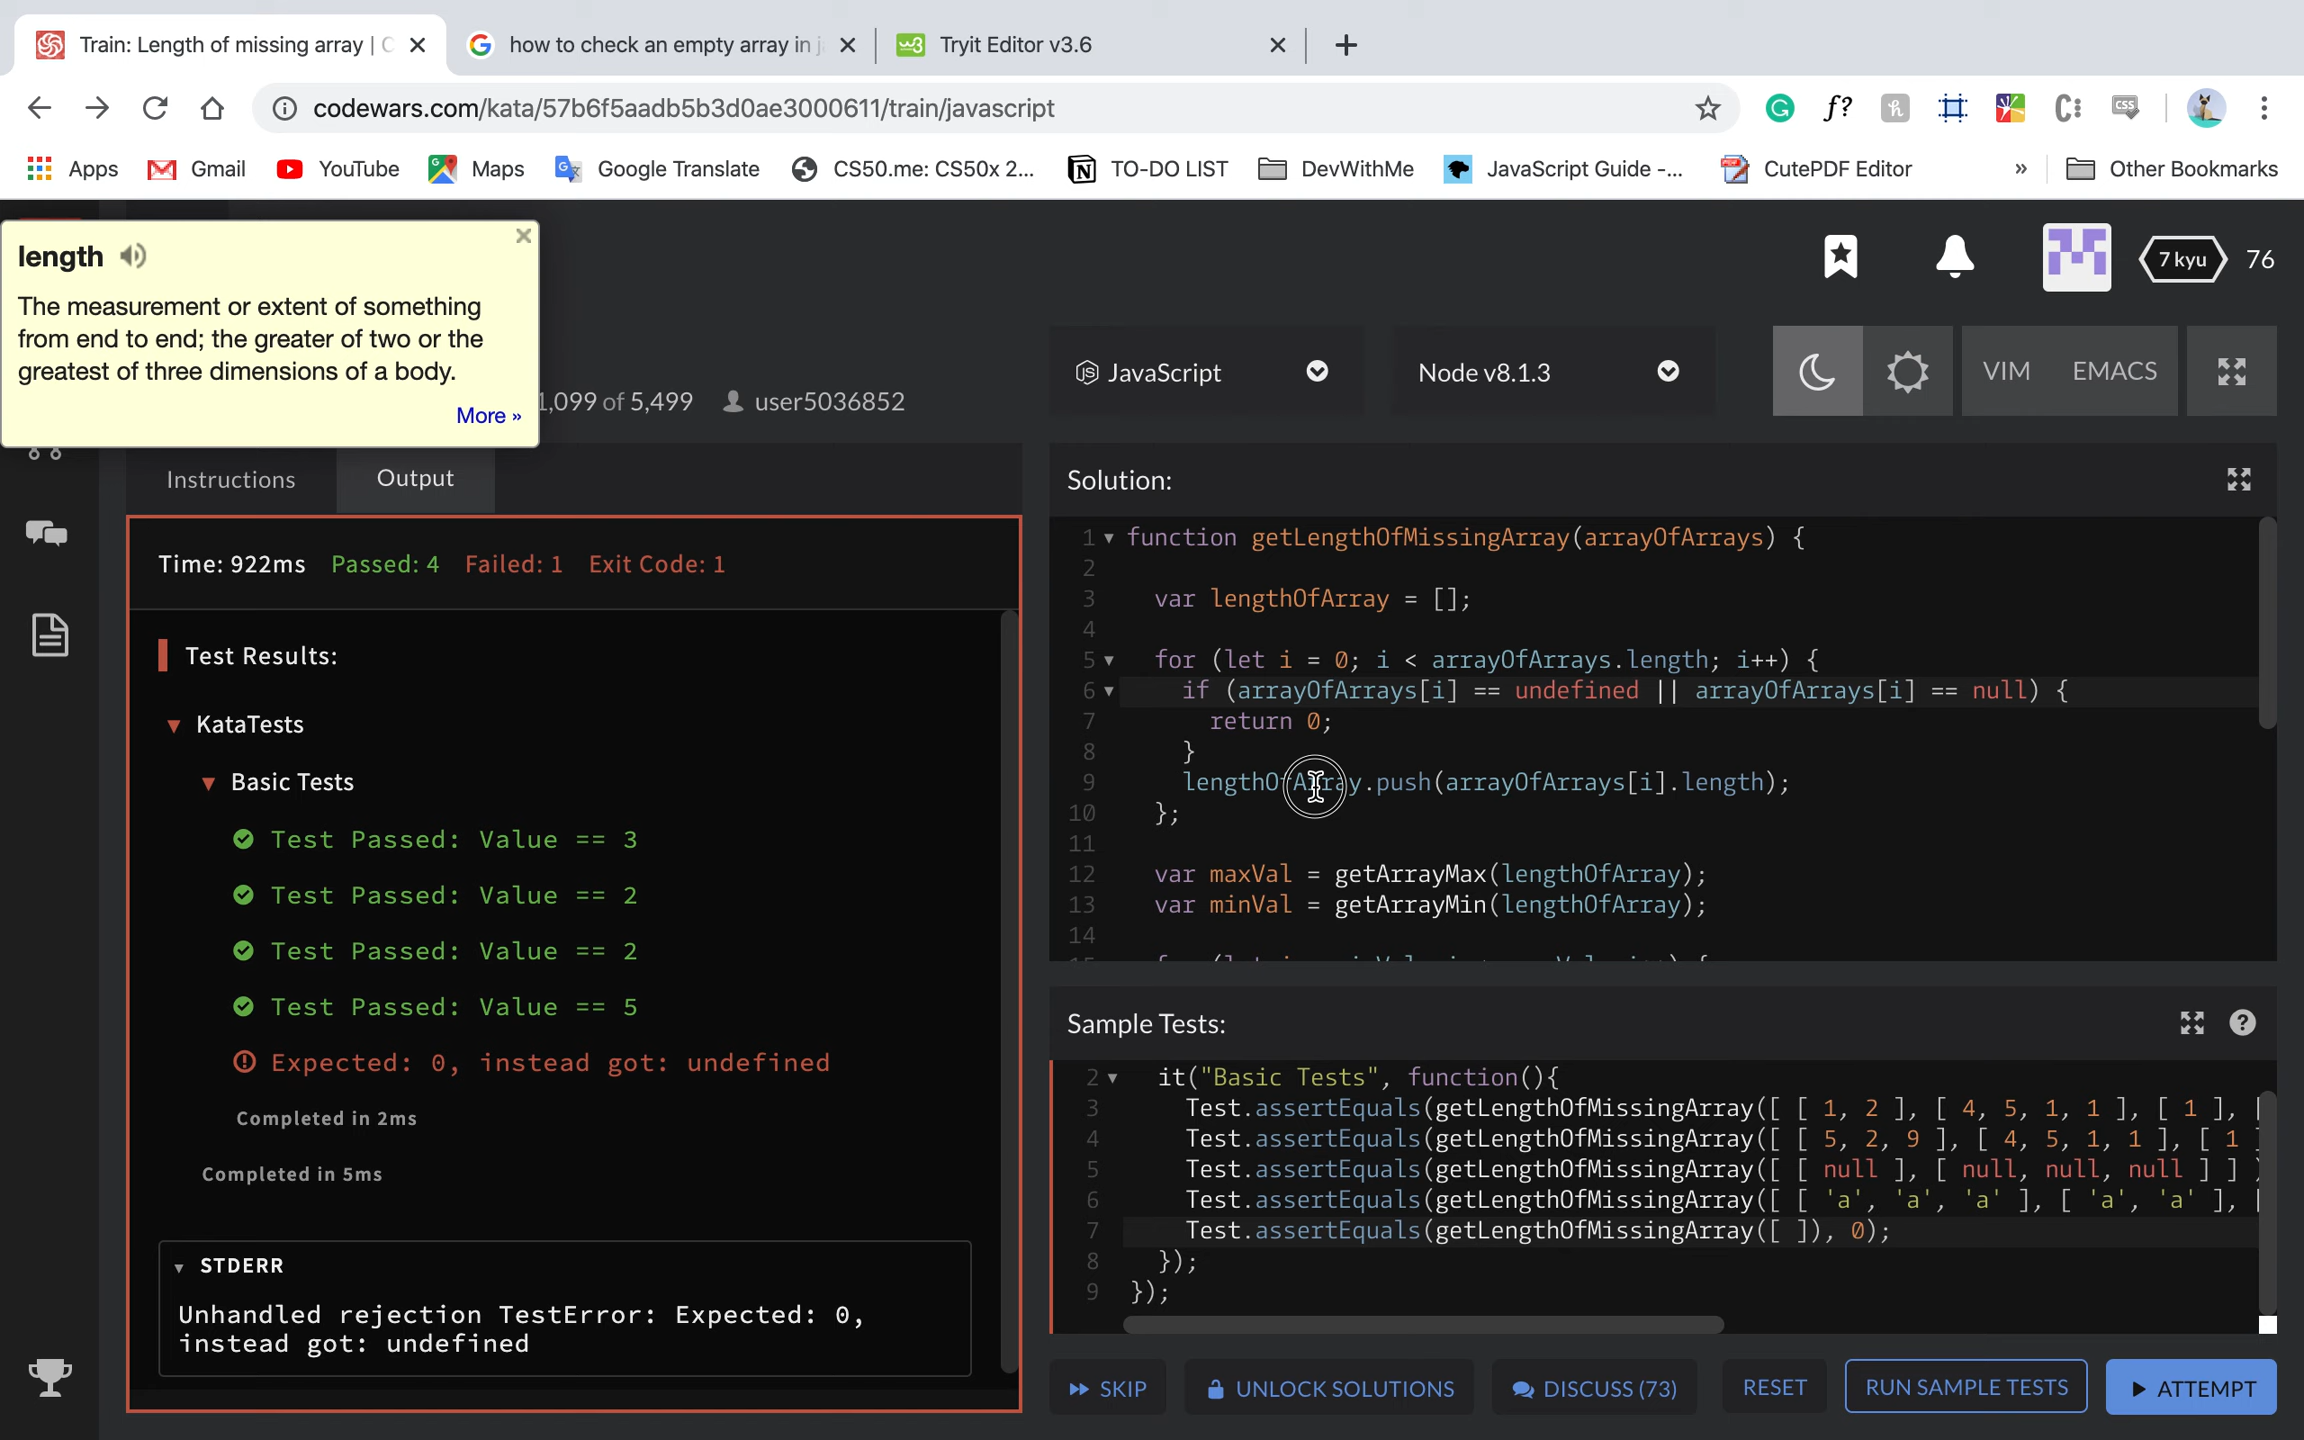 Train: Length of missing array | C
how to check an empty array in j
Tryit Editor v3.6
codewars.com/kata/57b6f5aadb5b3d0ae3000611/train/javascript
Apps
Gmail
YouTube
Maps
Google Translate
CS50.me: CS50x 2...
TO-DO LIST
DevWithMe
JavaScript Guide -...
CutePDF Editor
»
Other Bookmarks
length
The measurement or extent of something
from end to end; the greater of two or the
greatest of three dimensions of a body.
More »
7 kyu
76
1,099 of 5,499
user5036852
JavaScript
Node v8.1.3
VIM
EMACS
Instructions
Output
Time: 922ms Passed: 4 Failed: 1 Exit Code: 1
Test Results:
KataTests
Basic Tests
Test Passed: Value == 3
Test Passed: Value == 2
Test Passed: Value == 2
Test Passed: Value == 5
Expected: 0, instead got: undefined
Completed in 2ms
Completed in 5ms
STDERR
Unhandled rejection TestError: Expected: 0,
instead got: undefined
Solution:
1 function getLengthOfMissingArray(arrayOfArrays) {
2
3 var lengthOfArray = [];
4
5 for (let i = 0; i < arrayOfArrays.length; i++) {
6 if (arrayOfArrays[i] == undefined || arrayOfArrays[i] == null) {
7 return 0;
8 }
9 lengthOfArray.push(arrayOfArrays[i].length);
10 };
11
12 var maxVal = getArrayMax(lengthOfArray);
13 var minVal = getArrayMin(lengthOfArray);
14
Sample Tests:
2 it("Basic Tests", function(){
3 Test.assertEquals(getLengthOfMissingArray([ [ 1, 2 ], [ 4, 5, 1, 1 ], [ 1 ], [
4 Test.assertEquals(getLengthOfMissingArray([ [ 5, 2, 9 ], [ 4, 5, 1, 1 ], [ 1 ]
5 Test.assertEquals(getLengthOfMissingArray([ [ null ], [ null, null, null ] ] )
6 Test.assertEquals(getLengthOfMissingArray([ [ 'a', 'a', 'a' ], [ 'a', 'a' ], [
7 Test.assertEquals(getLengthOfMissingArray([ ]), 0);
8 });
9 });
SKIP
UNLOCK SOLUTIONS
DISCUSS (73)
RESET
RUN SAMPLE TESTS
ATTEMPT